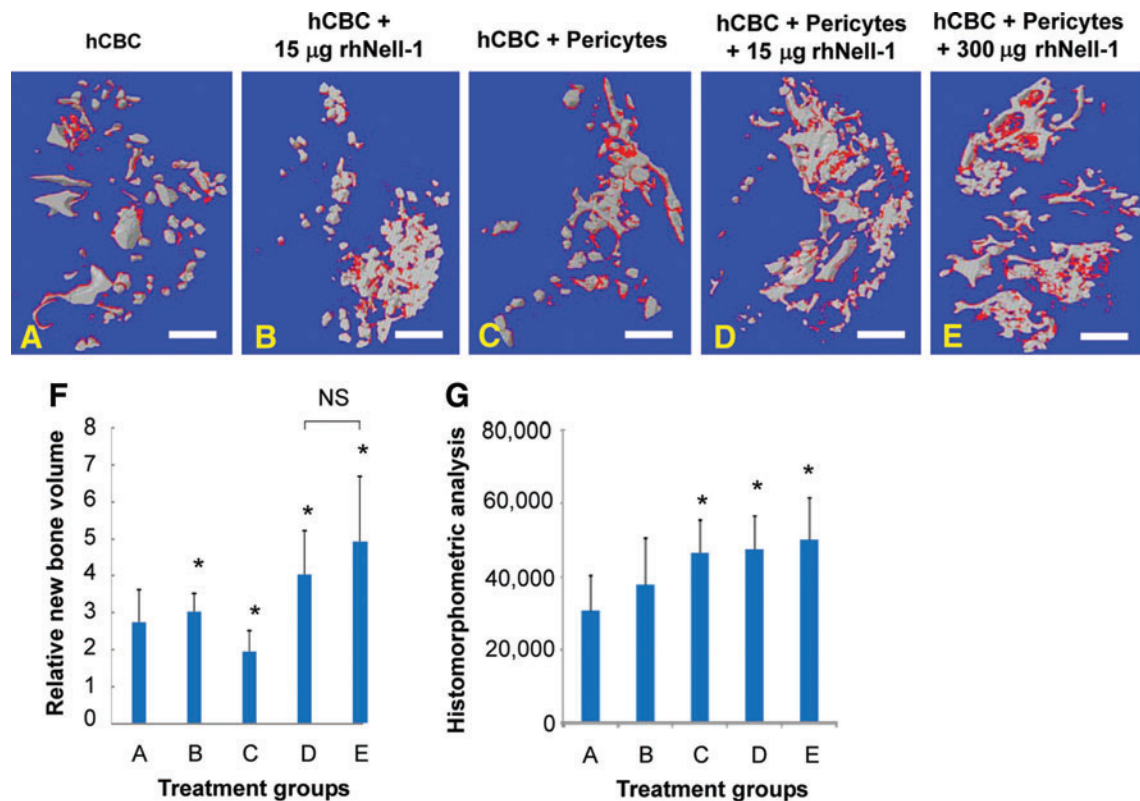 hCBC
hCBC +
15 μg rhNell-1
hCBC + Pericytes
hCBC + Pericytes
+ 15 μg rhNell-1
hCBC + Pericytes
+ 300 μg rhNell-1
A
B
C
D
E
F
NS
Relative new bone volume
8
7
6
5
4
3
2
1
0
*
*
*
*
A B C D E
Treatment groups
G
Histomorphometric analysis
80,000
60,000
40,000
20,000
0
* * *
A B C D E
Treatment groups